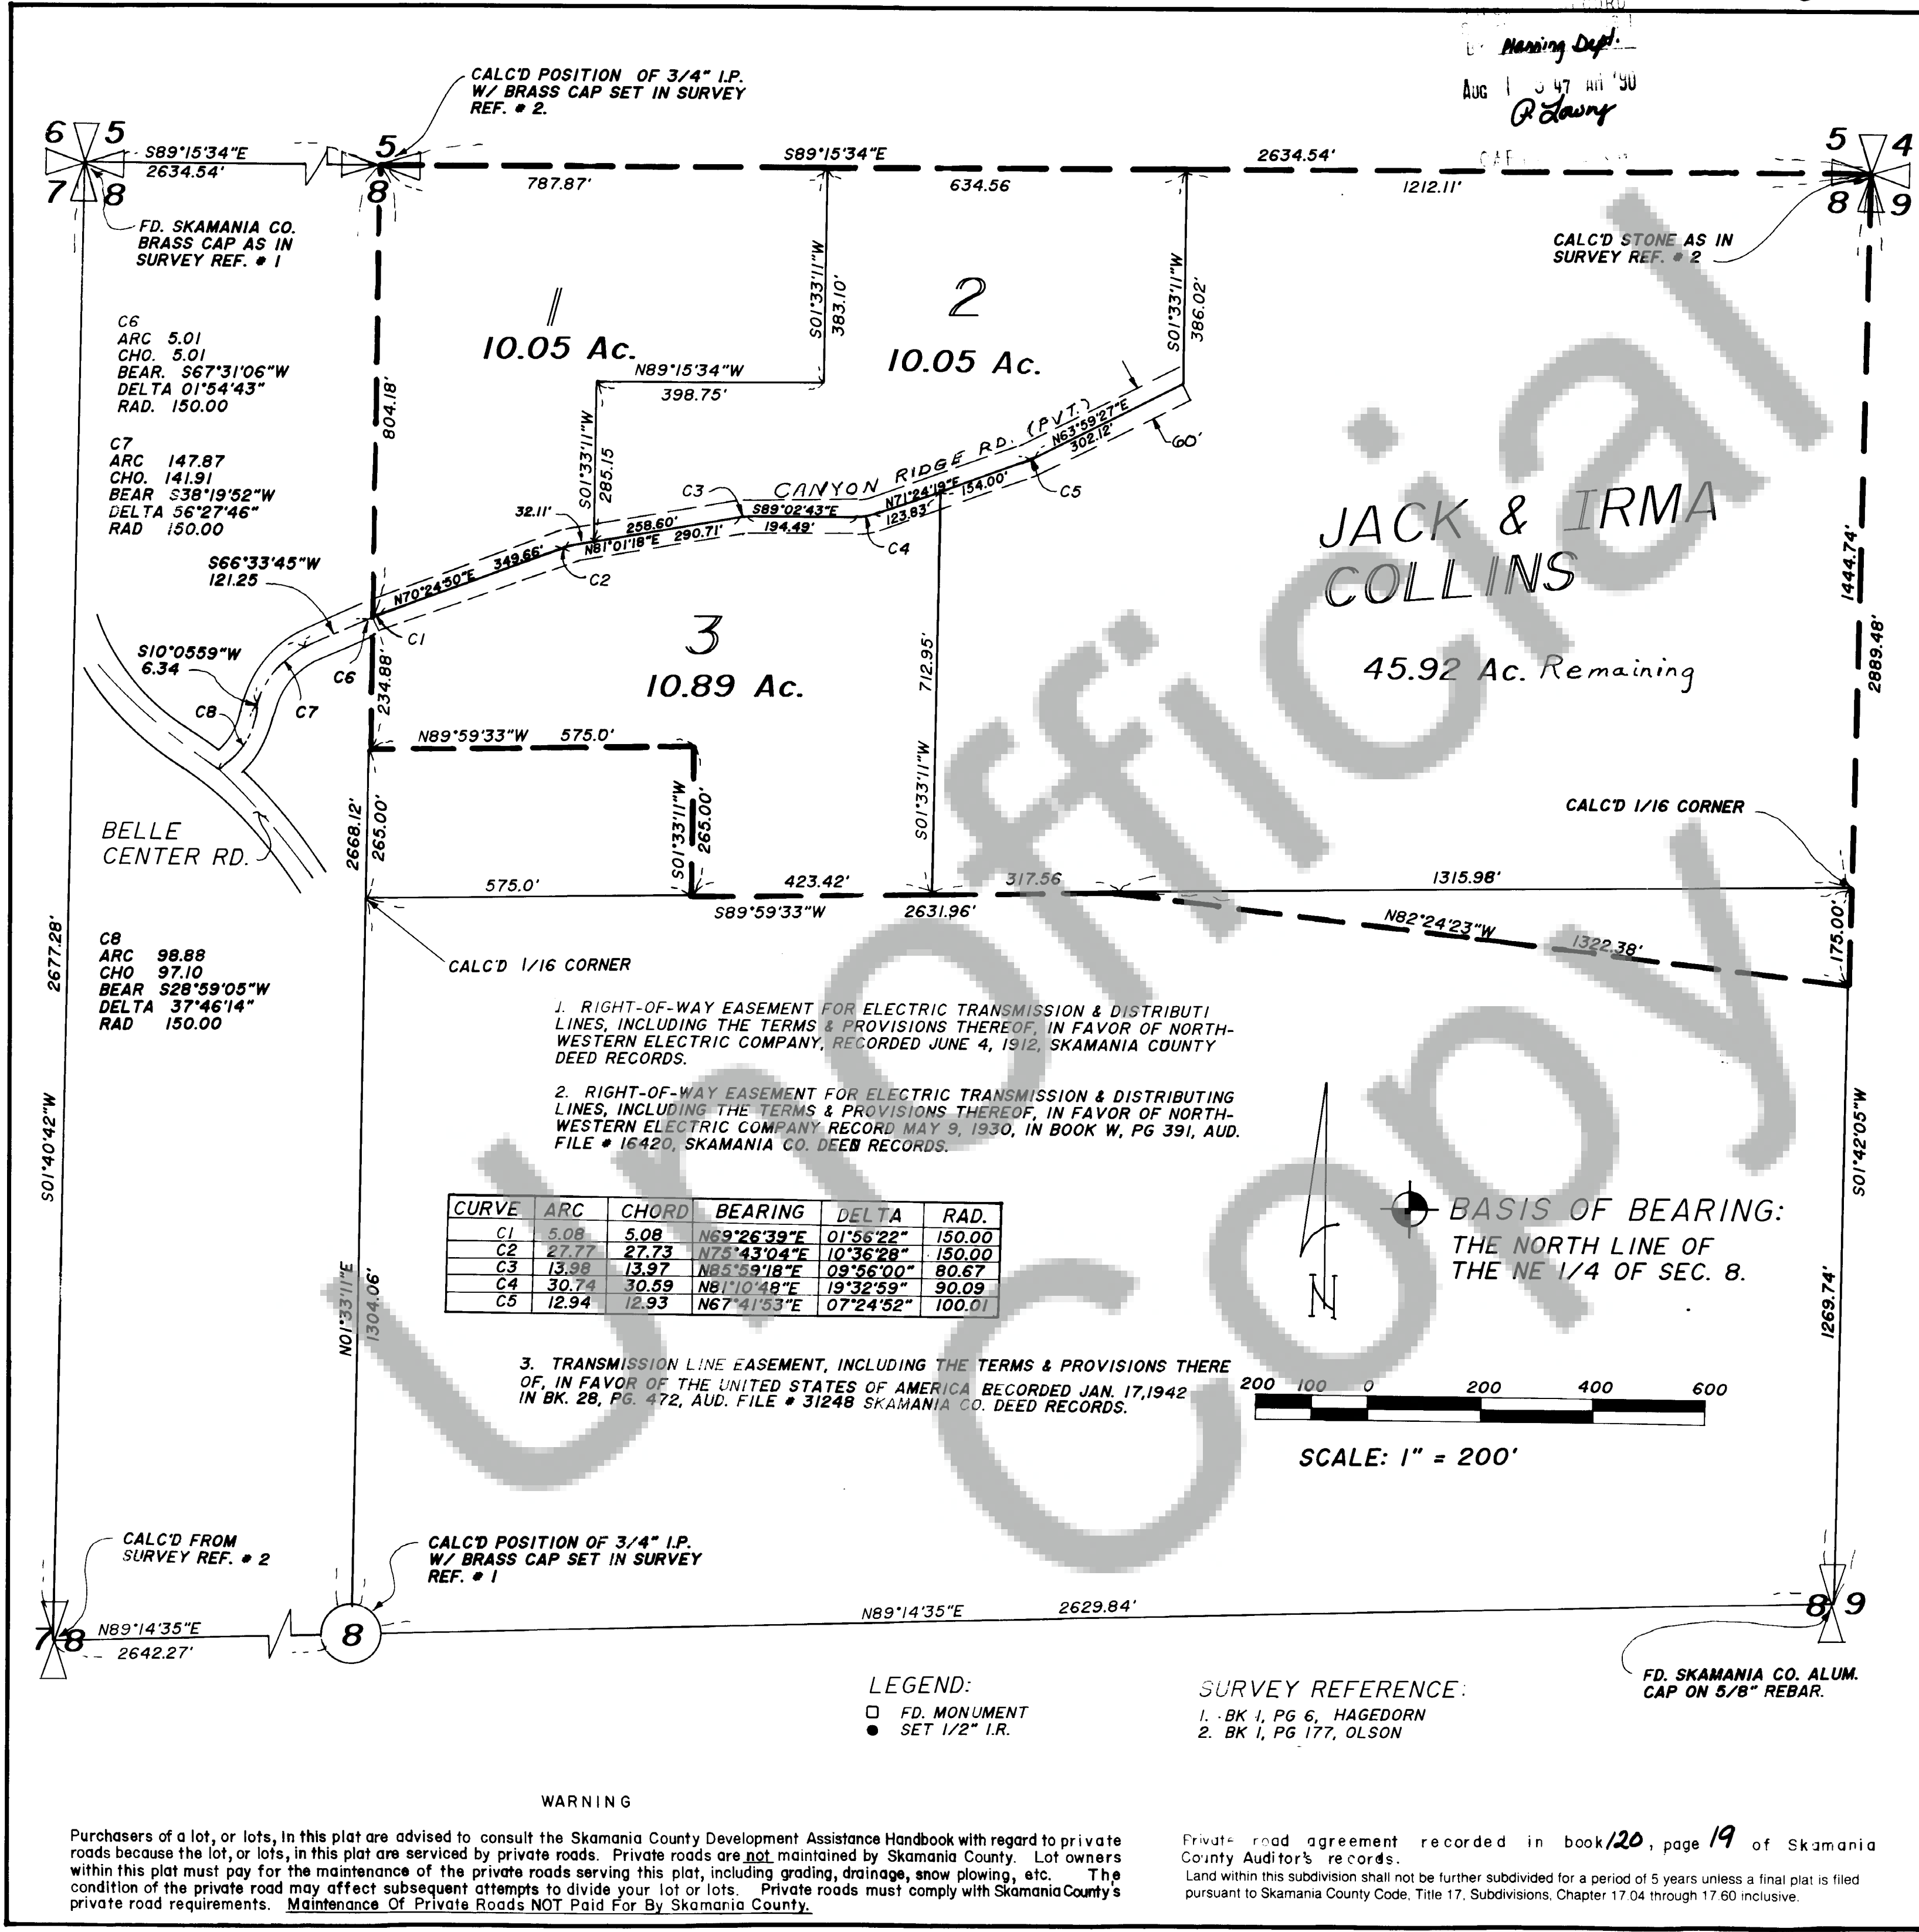 Planning Dept.
Aug 1 47 AM '90
P Lowry
CALC'D POSITION OF 3/4" I.P.
W/ BRASS CAP SET IN SURVEY
REF. # 2.
6 5
7 8
S89°15'34"E
2634.54'
5
8
787.87'
S89°15'34"E
634.56
2634.54'
1212.11'
5 4
8 9
FD. SKAMANIA CO.
BRASS CAP AS IN
SURVEY REF. # 1
CALC'D STONE AS IN
SURVEY REF. # 2
C6
ARC 5.01
CHO. 5.01
BEAR. S67°31'06"W
DELTA 01°54'43"
RAD. 150.00
C7
ARC 147.87
CHO. 141.91
BEAR S38°19'52"W
DELTA 56°27'46"
RAD 150.00
804.18'
1
10.05 Ac.
S01°33'11"W
383.10'
2
10.05 Ac.
S01°33'11"W
386.02'
N89°15'34"W
398.75'
S01°33'11"W
285.15
CANYON RIDGE RD. (PVT.)
N63°59'27"E
302.12'
60'
C5
N71°24'19"E 154.00'
123.83'
C3
S89°02'43"E
194.49'
C4
32.11'
258.60'
N81°01'18"E 290.71'
C2
N70°24'50"E 349.66'
C1
JACK & IRMA
COLLINS
45.92 Ac. Remaining
1444.74'
2889.48'
S66°33'45"W
121.25
S10°0559"W
6.34
C6
C7
C8
234.88'
3
10.89 Ac.
712.95'
S01°33'11"W
N89°59'33"W 575.0'
S01°33'11"W
265.00'
BELLE
CENTER RD.
2668.12'
265.00'
CALC'D 1/16 CORNER
575.0'
423.42'
317.56
1315.98'
S89°59'33"W
2631.96'
N82°24'23"W
1322.38'
175.00'
2677.28'
S01°40'42"W
C8
ARC 98.88
CHO 97.10
BEAR S28°59'05"W
DELTA 37°46'14"
RAD 150.00
CALC'D 1/16 CORNER
1. RIGHT-OF-WAY EASEMENT FOR ELECTRIC TRANSMISSION & DISTRIBUTI
LINES, INCLUDING THE TERMS & PROVISIONS THEREOF, IN FAVOR OF NORTH-
WESTERN ELECTRIC COMPANY, RECORDED JUNE 4, 1912, SKAMANIA COUNTY
DEED RECORDS.
2. RIGHT-OF-WAY EASEMENT FOR ELECTRIC TRANSMISSION & DISTRIBUTING
LINES, INCLUDING THE TERMS & PROVISIONS THEREOF, IN FAVOR OF NORTH-
WESTERN ELECTRIC COMPANY RECORD MAY 9, 1930, IN BOOK W, PG 391, AUD.
FILE # 16420, SKAMANIA CO. DEED RECORDS.
CURVE ARC CHORD BEARING DELTA RAD.
C1 5.08 5.08 N69°26'39"E 01°56'22" 150.00
C2 27.77 27.73 N75°43'04"E 10°36'28" 150.00
C3 13.98 13.97 N85°59'18"E 09°56'00" 80.67
C4 30.74 30.59 N81°10'48"E 19°32'59" 90.09
C5 12.94 12.93 N67°41'53"E 07°24'52" 100.01
N
BASIS OF BEARING:
THE NORTH LINE OF
THE NE 1/4 OF SEC. 8.
S01°42'05"W
1269.74'
N01°33'11"E
1304.06'
3. TRANSMISSION LINE EASEMENT, INCLUDING THE TERMS & PROVISIONS THERE
OF, IN FAVOR OF THE UNITED STATES OF AMERICA RECORDED JAN. 17,1942
IN BK. 28, PG. 472, AUD. FILE # 31248 SKAMANIA CO. DEED RECORDS.
200 100 0 200 400 600
SCALE: 1" = 200'
CALC'D FROM
SURVEY REF. # 2
CALC'D POSITION OF 3/4" I.P.
W/ BRASS CAP SET IN SURVEY
REF. # 1
7 8
N89°14'35"E
2642.27'
8
N89°14'35"E 2629.84'
8 9
FD. SKAMANIA CO. ALUM.
CAP ON 5/8" REBAR.
LEGEND:
FD. MONUMENT
SET 1/2" I.R.
SURVEY REFERENCE:
1. BK 1, PG 6, HAGEDORN
2. BK 1, PG 177, OLSON
WARNING
Purchasers of a lot, or lots, in this plat are advised to consult the Skamania County Development Assistance Handbook with regard to private
roads because the lot, or lots, in this plat are serviced by private roads. Private roads are not maintained by Skamania County. Lot owners
within this plat must pay for the maintenance of the private roads serving this plat, including grading, drainage, snow plowing, etc. The
condition of the private road may affect subsequent attempts to divide your lot or lots. Private roads must comply with Skamania County's
private road requirements. Maintenance Of Private Roads NOT Paid For By Skamania County.
Private road agreement recorded in book 120, page 19 of Skamania
County Auditor's records.
Land within this subdivision shall not be further subdivided for a period of 5 years unless a final plat is filed
pursuant to Skamania County Code, Title 17, Subdivisions, Chapter 17.04 through 17.60 inclusive.
Unofficial
Copy